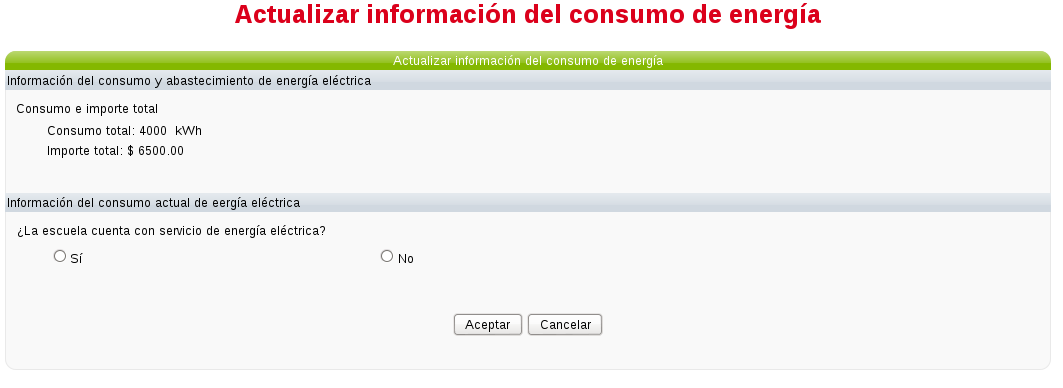 Actualizar información del consumo de energía
Actualizar información del consumo de energía
Información del consumo y abastecimiento de energía eléctrica
Consumo e importe total
Consumo total: 4000 kWh
Importe total: $ 6500.00
Información del consumo actual de eergía eléctrica
¿La escuela cuenta con servicio de energía eléctrica?
Sí No
Aceptar Cancelar